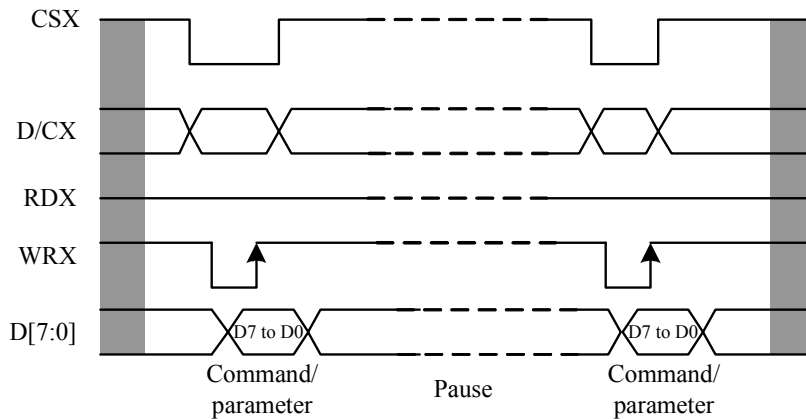 CSX
D/CX
RDX
WRX
D[7:0]
D7 to D0
D7 to D0
Command/
parameter
Pause
Command/
parameter